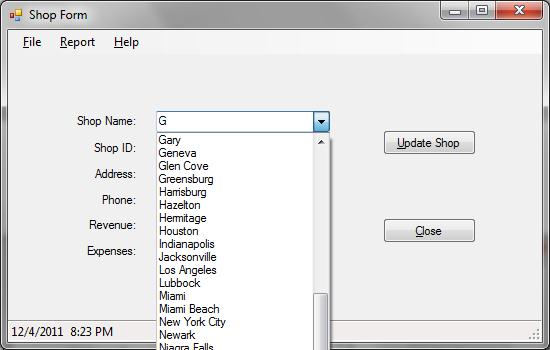 Shop Form
File Report Help
Shop Name: G
Update Shop
Shop ID:
Address:
Phone:
Revenue:
Expenses:
Gary
Geneva
Glen Cove
Greensburg
Harrisburg
Hazelton
Hermitage
Houston
Indianapolis
Jacksonville
Los Angeles
Lubbock
Miami
Miami Beach
New York City
Newark
Niagra Falls
Close
12/4/2011 8:23 PM